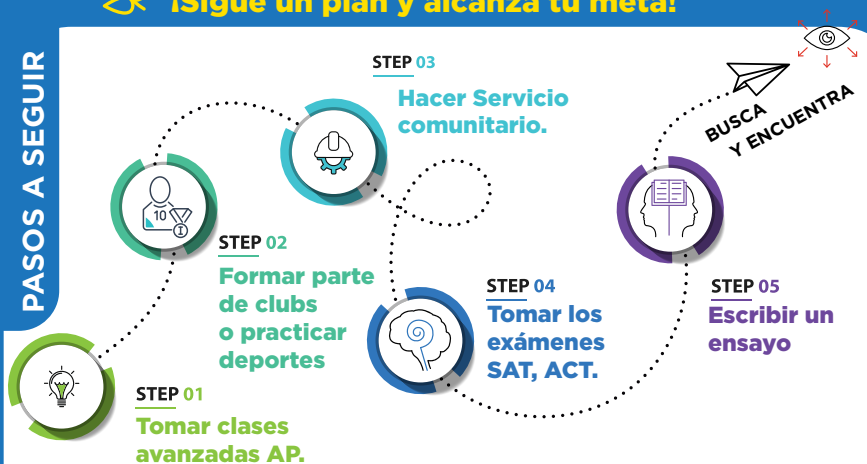 ¡Sigue un plan y alcanza tu meta!
PASOS A SEGUIR
STEP 01
Tomar clases
avanzadas AP.
STEP 02
Formar parte
de clubs
o practicar
deportes
10
1
STEP 03
Hacer Servicio
comunitario.
STEP 04
Tomar los
exámenes
SAT, ACT.
STEP 05
Escribir un
ensayo
BUSCA
Y ENCUENTRA